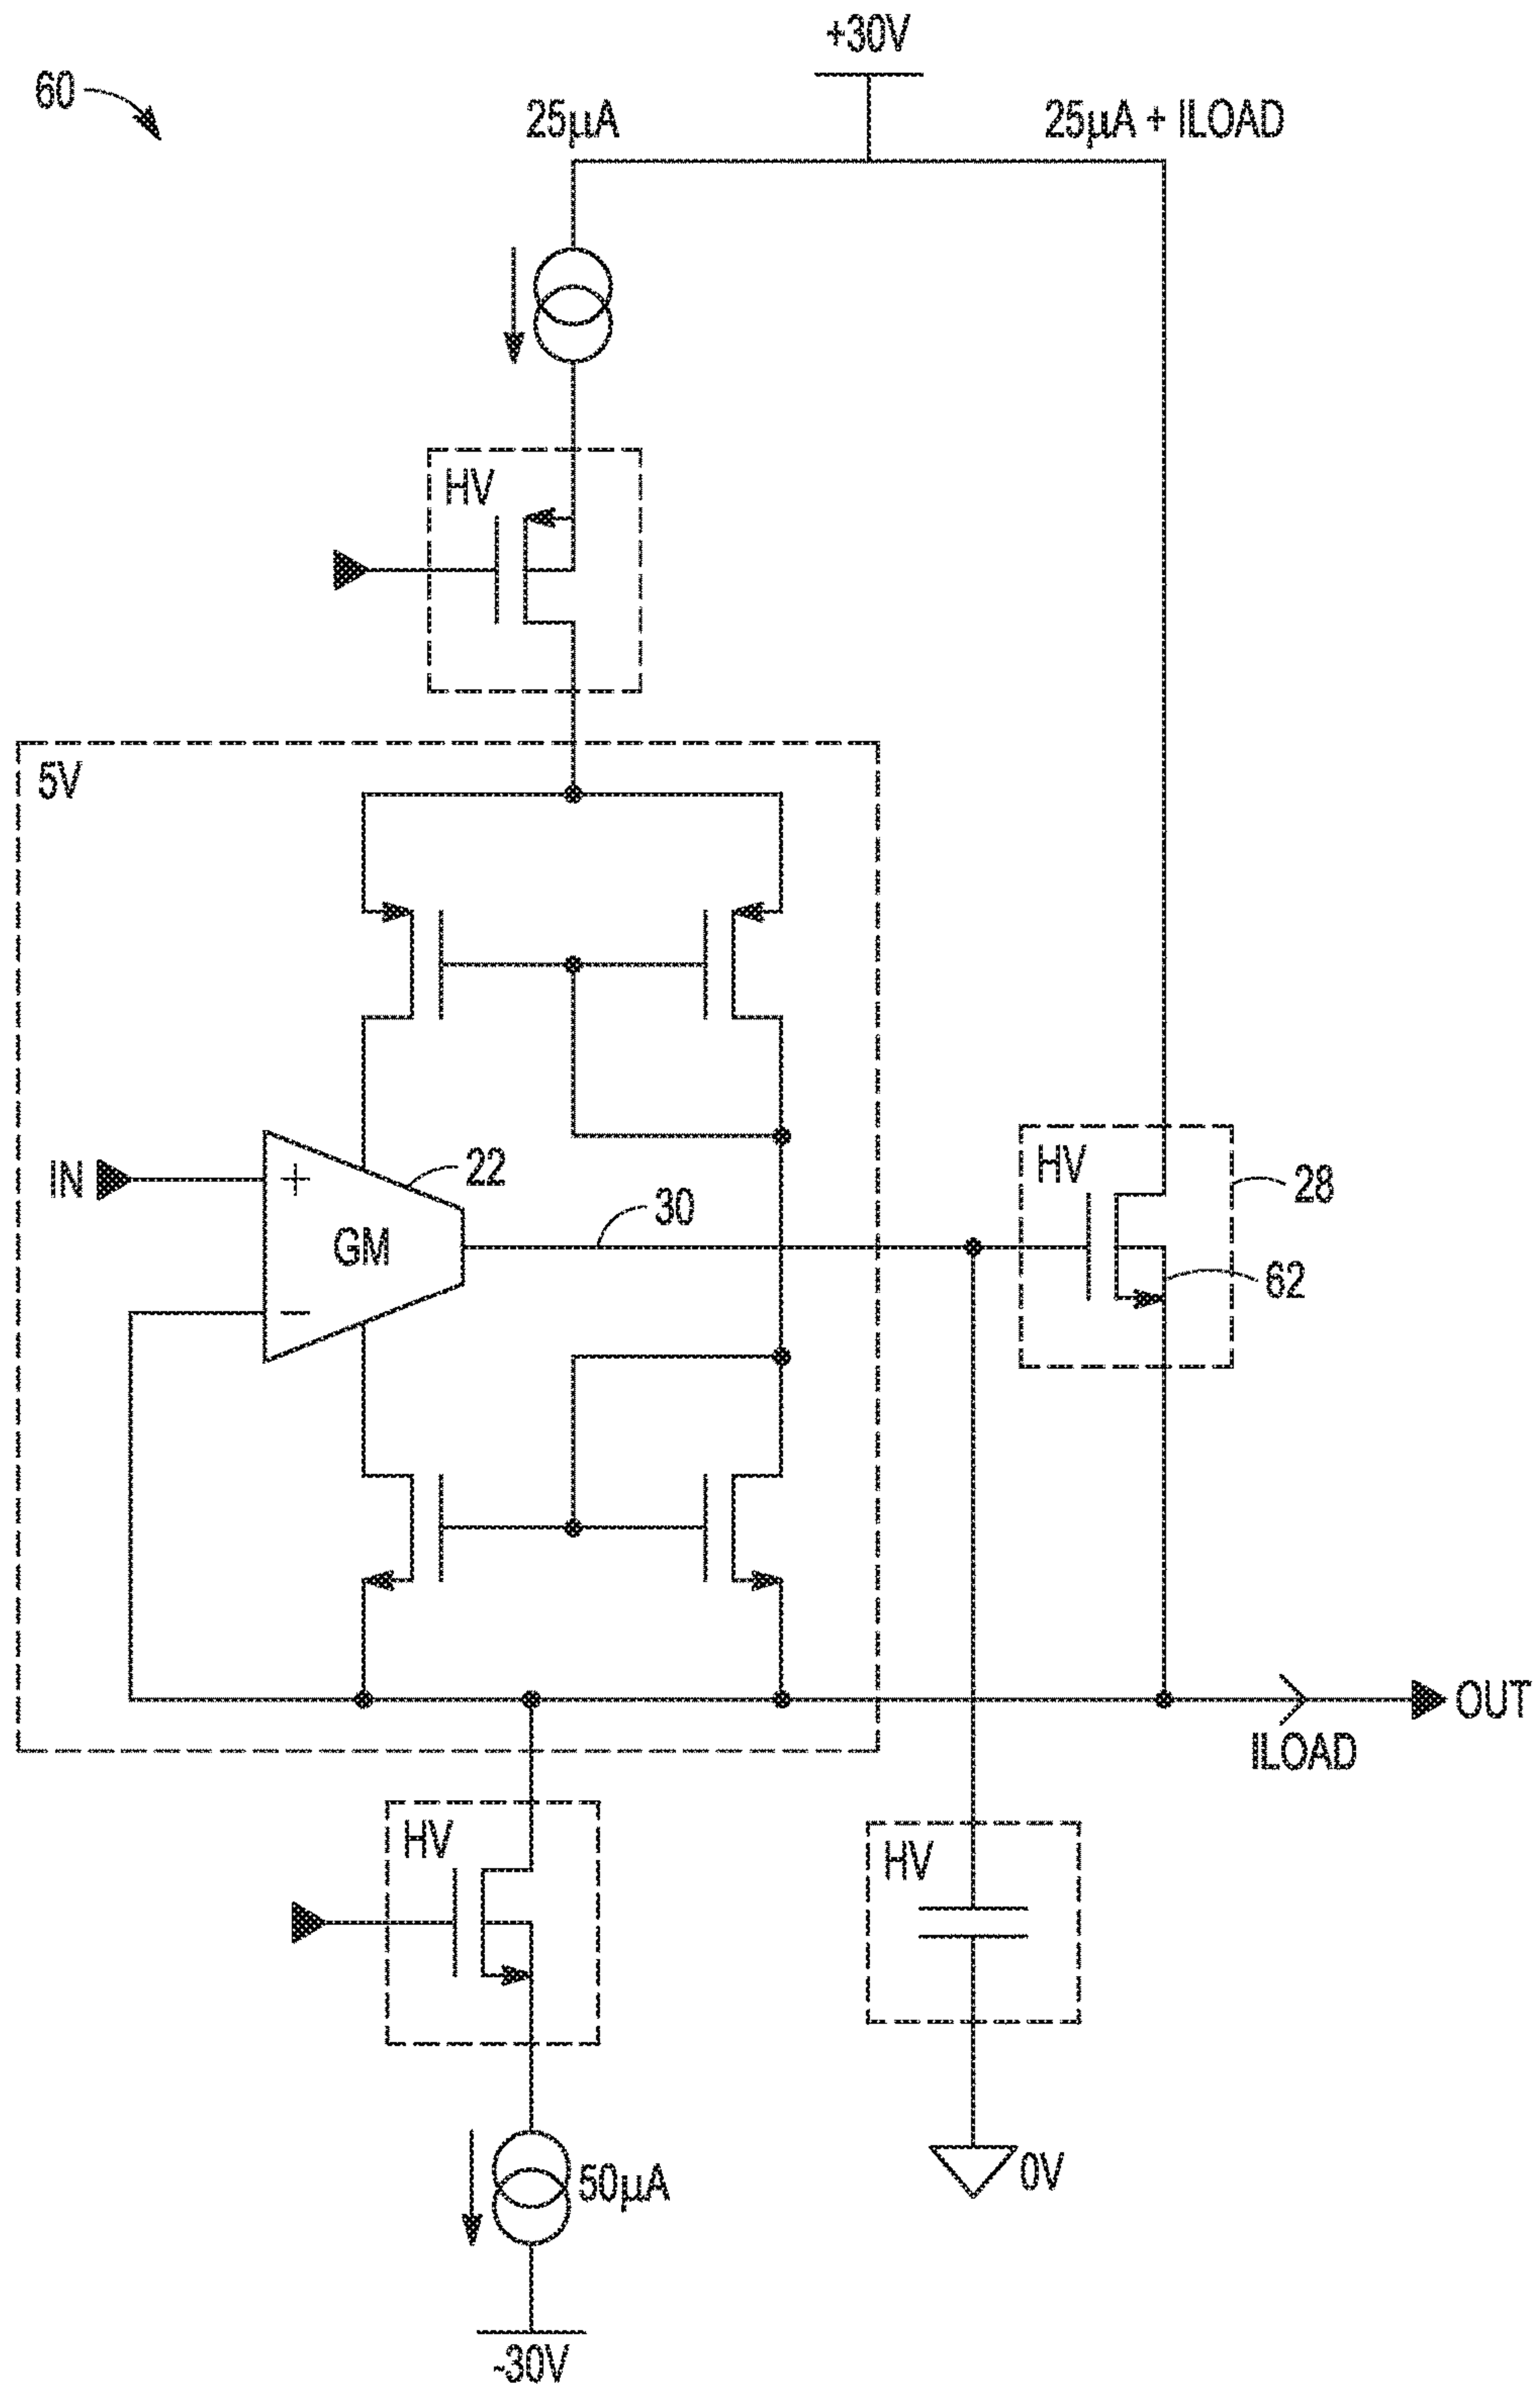 +30V
60
25µA
25µA + ILOAD
HV
5V
IN
+
GM
−
22
30
HV
28
62
OUT
ILOAD
HV
HV
50µA
0V
-30V